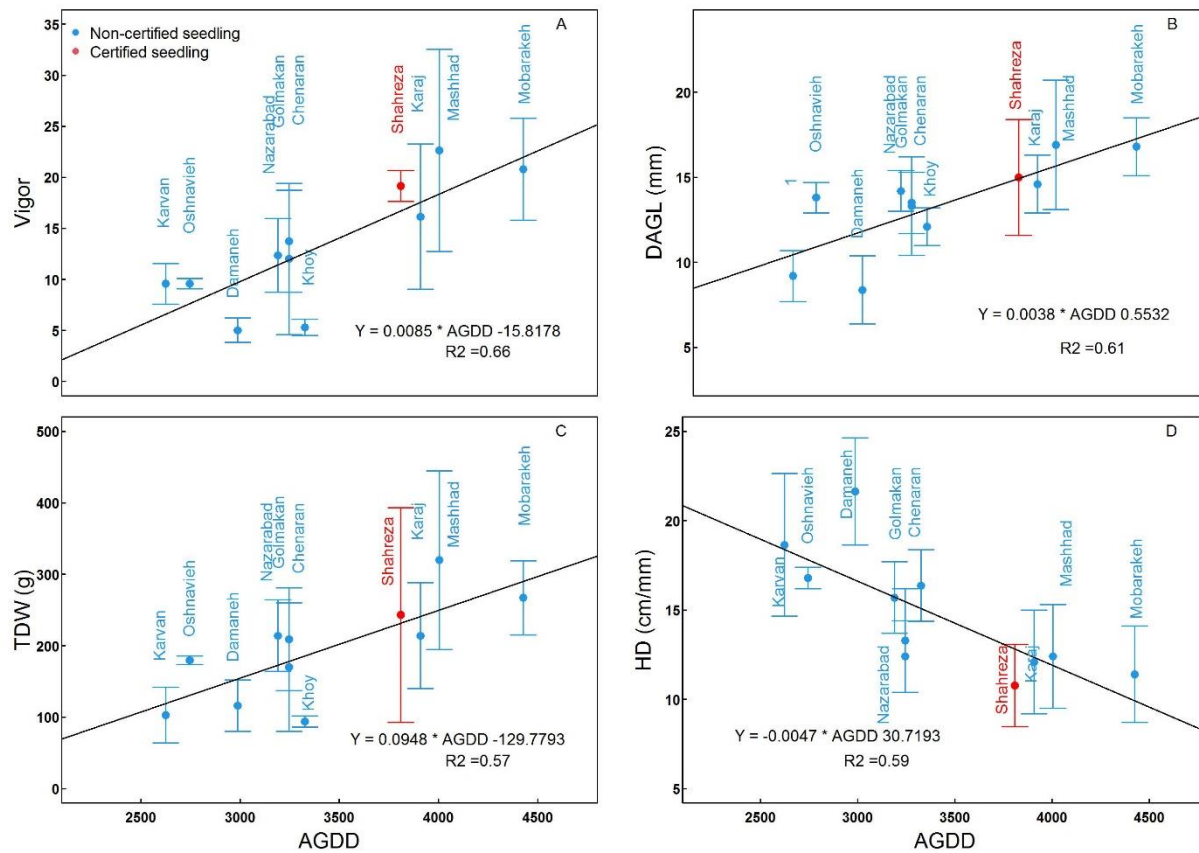 A
35
30
25
20
15
10
5
0
Vigor
Non-certified seedling
Certified seedling
Karvan
Oshnavieh
Damaneh
Nazarabad
Golmakan
Chenaran
Khoy
Shahreza
Karaj
Mashhad
Mobarakeh
Y = 0.0085 * AGDD -15.8178
R2 =0.66
B
20
15
10
5
DAGL (mm)
1
Oshnavieh
Damaneh
Nazarabad
Golmakan
Chenaran
Khoy
Shahreza
Karaj
Mashhad
Mobarakeh
Y = 0.0038 * AGDD 0.5532
R2 =0.61
C
500
400
300
200
100
0
TDW (g)
Karvan
Oshnavieh
Damaneh
Nazarabad
Golmakan
Chenaran
Khoy
Shahreza
Karaj
Mashhad
Mobarakeh
Y = 0.0948 * AGDD -129.7793
R2 =0.57
2500 3000 3500 4000 4500
AGDD
D
25
20
15
10
5
HD (cm/mm)
Karvan
Oshnavieh
Damaneh
Nazarabad
Golmakan
Chenaran
Shahreza
Karaj
Mashhad
Mobarakeh
Y = -0.0047 * AGDD 30.7193
R2 =0.59
2500 3000 3500 4000 4500
AGDD